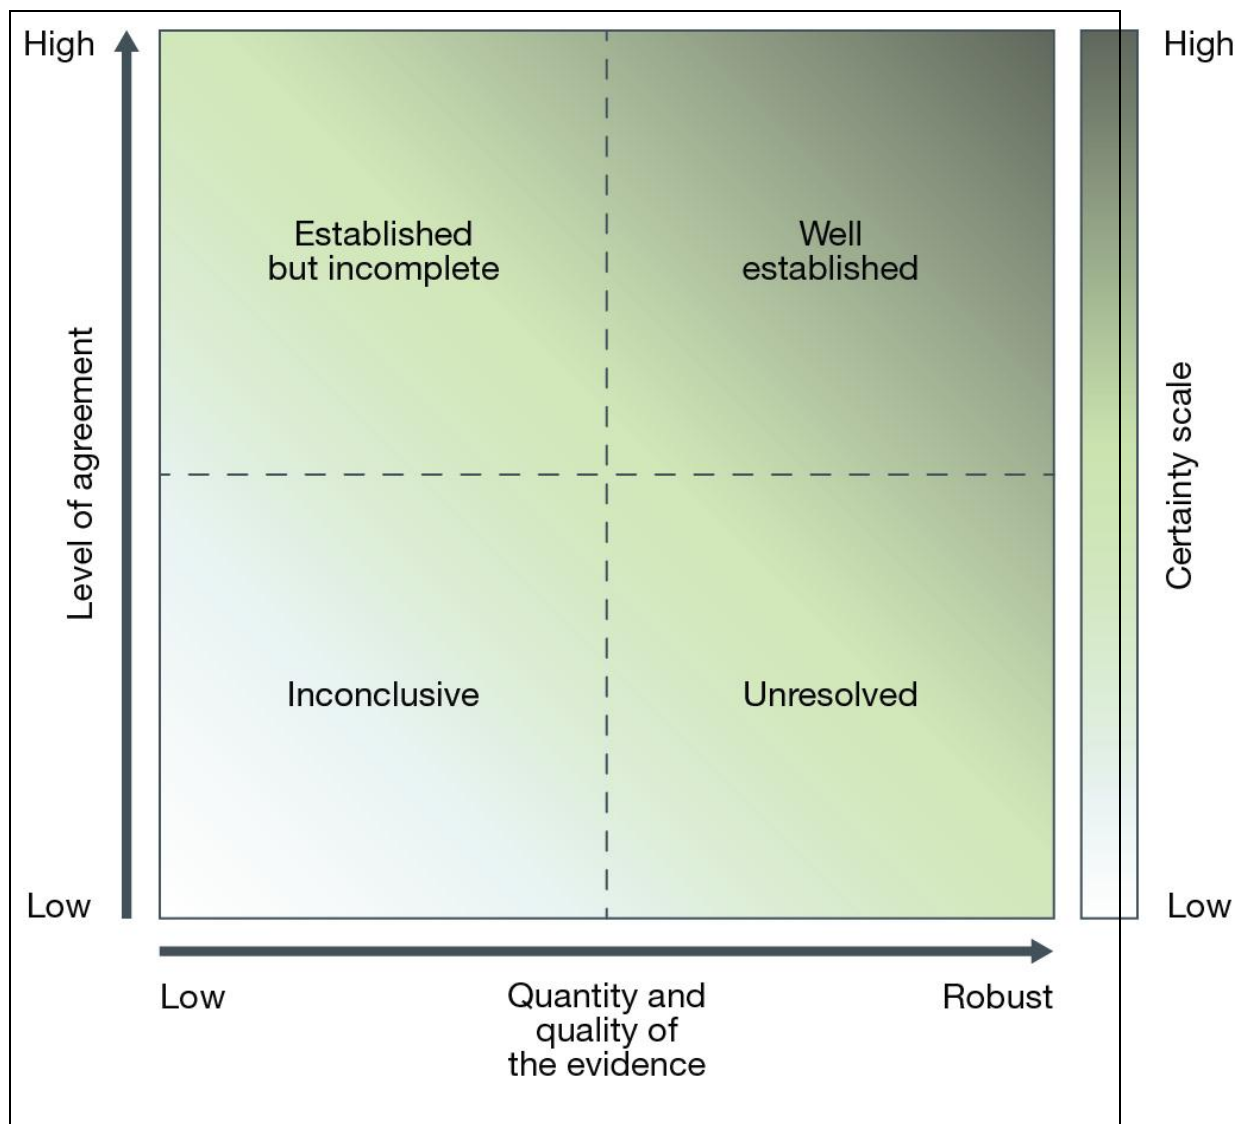 High
High
Established
but incomplete
Well
established
Level of agreement
Certainty scale
Inconclusive
Unresolved
Low
Low
Low
Quantity and
quality of
the evidence
Robust